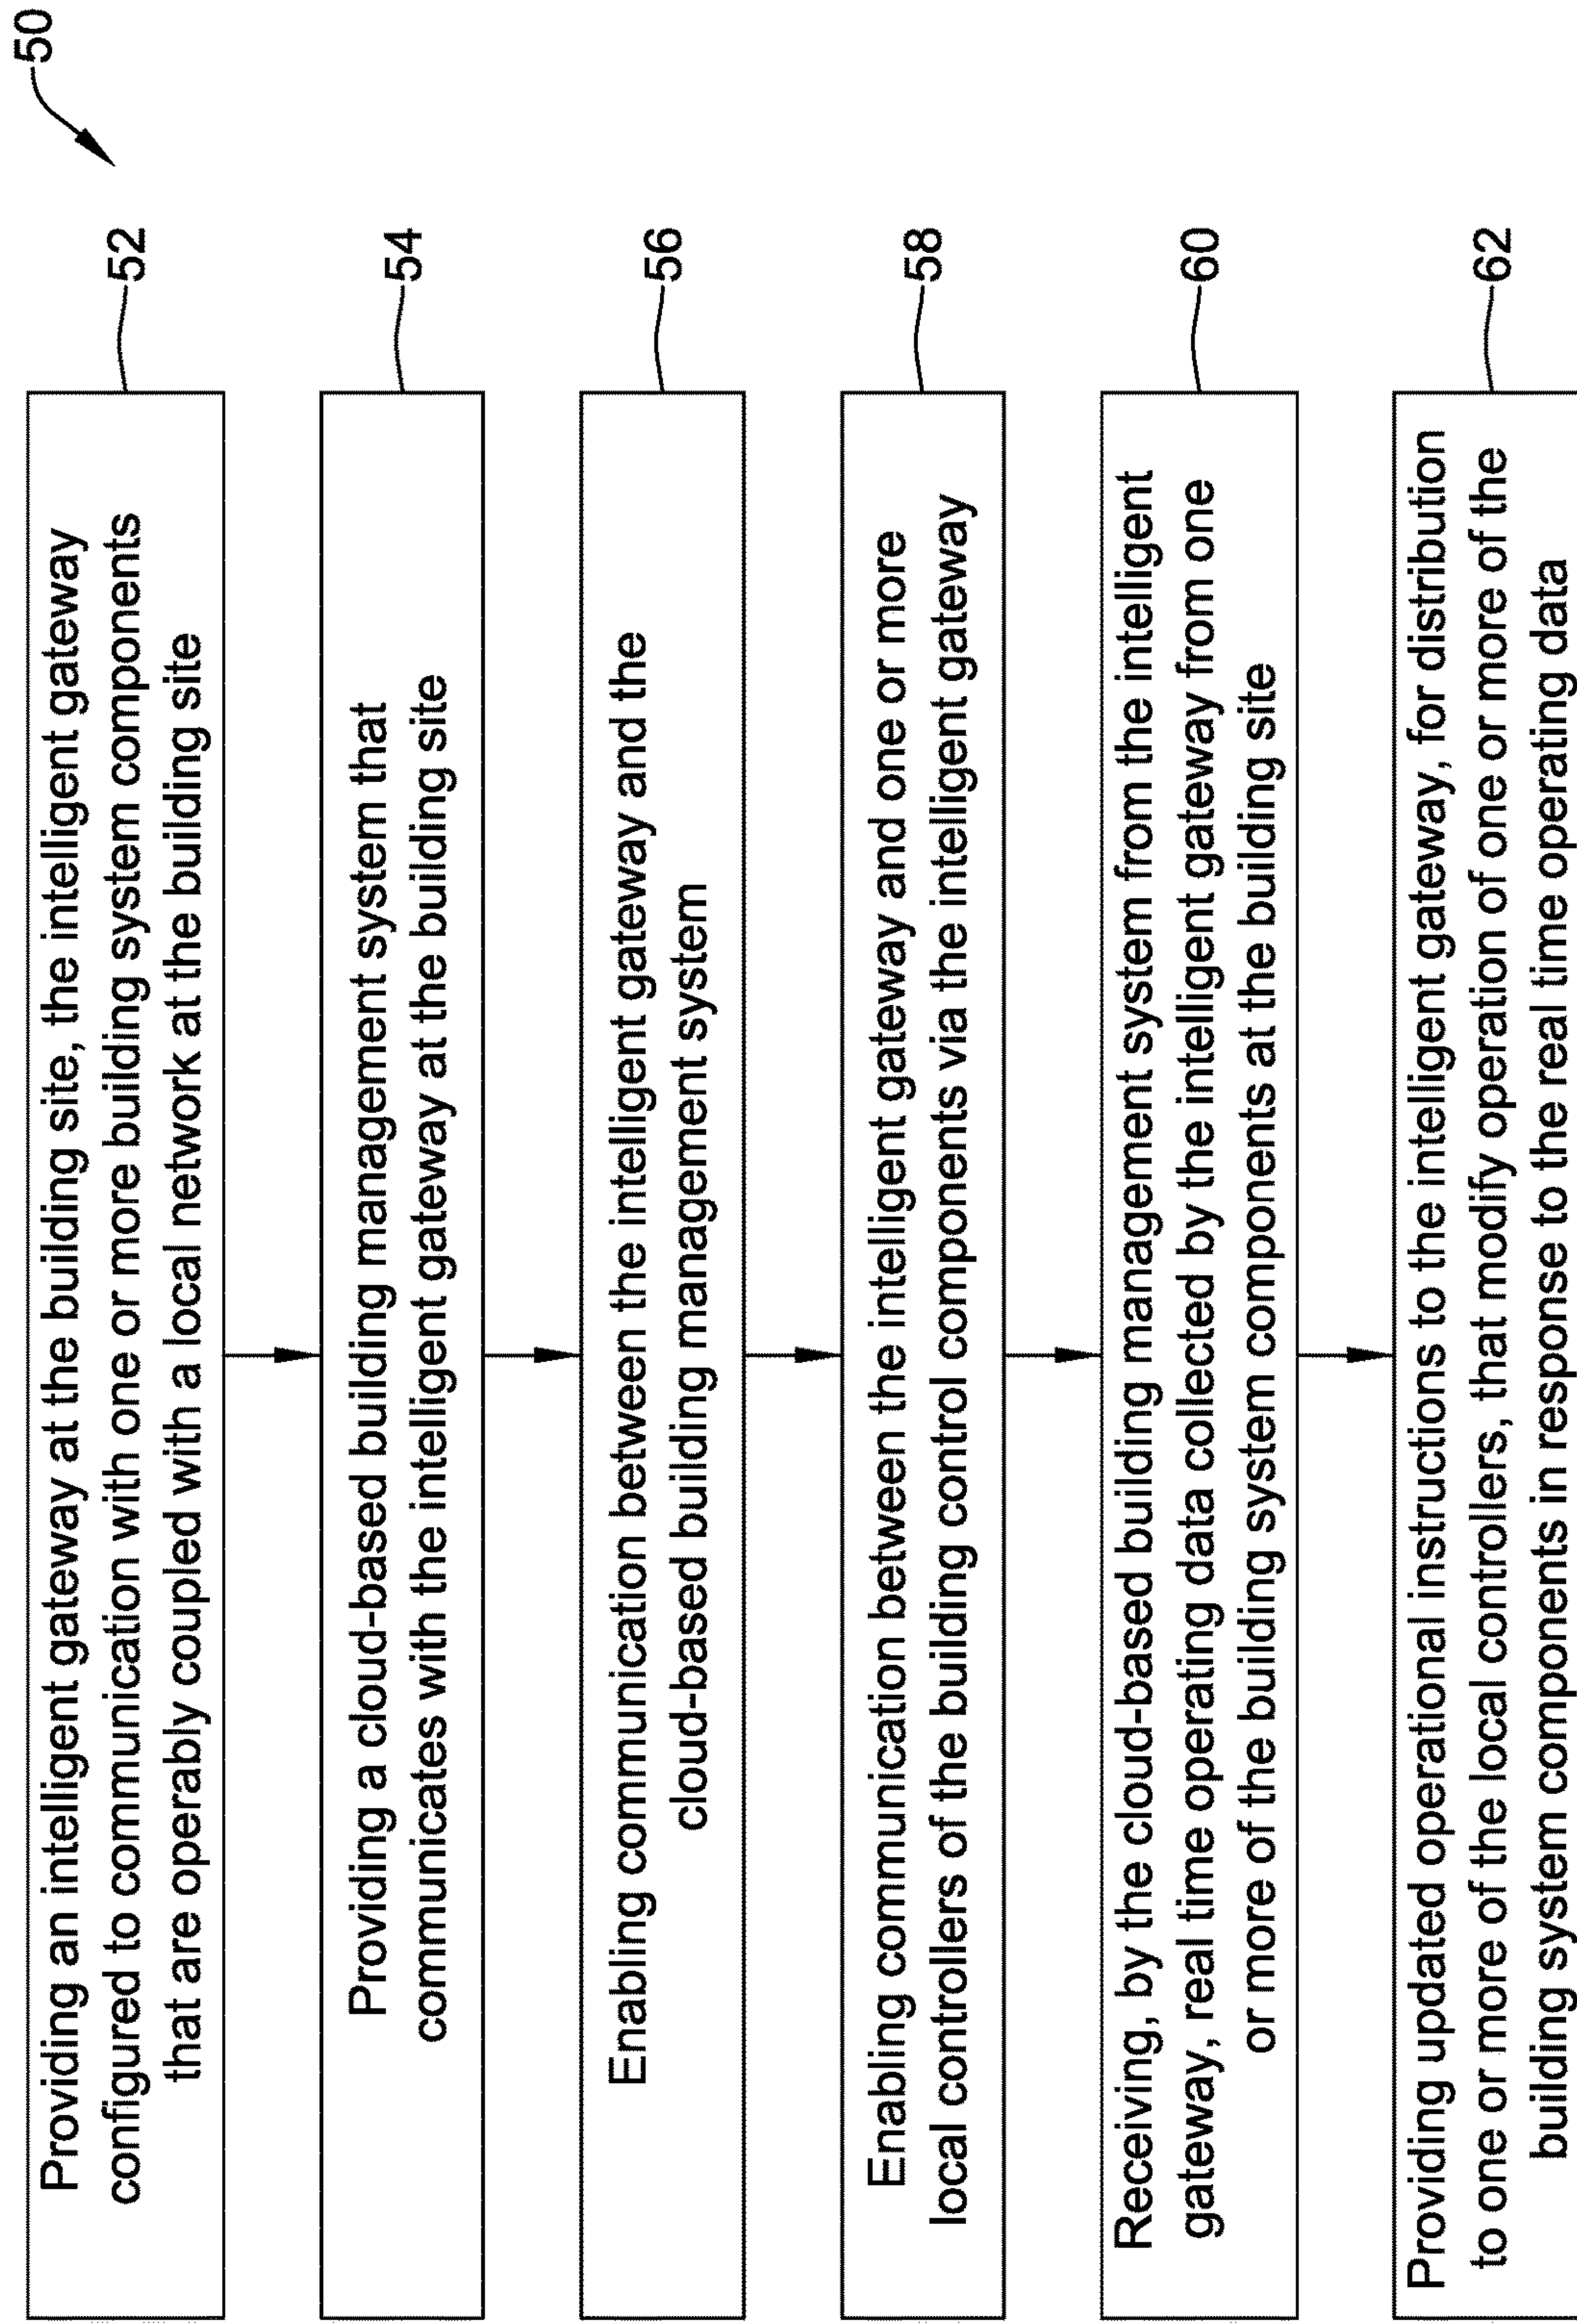 50
Providing an intelligent gateway at the building site, the intelligent gateway
configured to communication with one or more building system components
that are operably coupled with a local network at the building site
52
Providing a cloud-based building management system that
communicates with the intelligent gateway at the building site
54
Enabling communication between the intelligent gateway and the
cloud-based building management system
56
Enabling communication between the intelligent gateway and one or more
local controllers of the building control components via the intelligent gateway
58
Receiving, by the cloud-based building management system from the intelligent
gateway, real time operating data collected by the intelligent gateway from one
or more of the building system components at the building site
60
Providing updated operational instructions to the intelligent gateway, for distribution
to one or more of the local controllers, that modify operation of one or more of the
building system components in response to the real time operating data
62